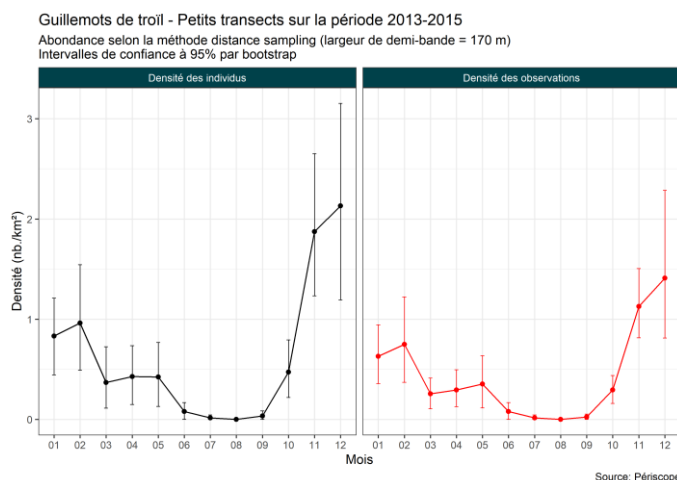 Guillemots de troïl - Petits transects sur la période 2013-2015
Abondance selon la méthode distance sampling (largeur de demi-bande = 170 m)
Intervalles de confiance à 95% par bootstrap
Densité des individus
Densité des observations
Densité (nb./km²)
3
2
1
0
01 02 03 04 05 06 07 08 09 10 11 12
01 02 03 04 05 06 07 08 09 10 11 12
Mois
Source: Périscope